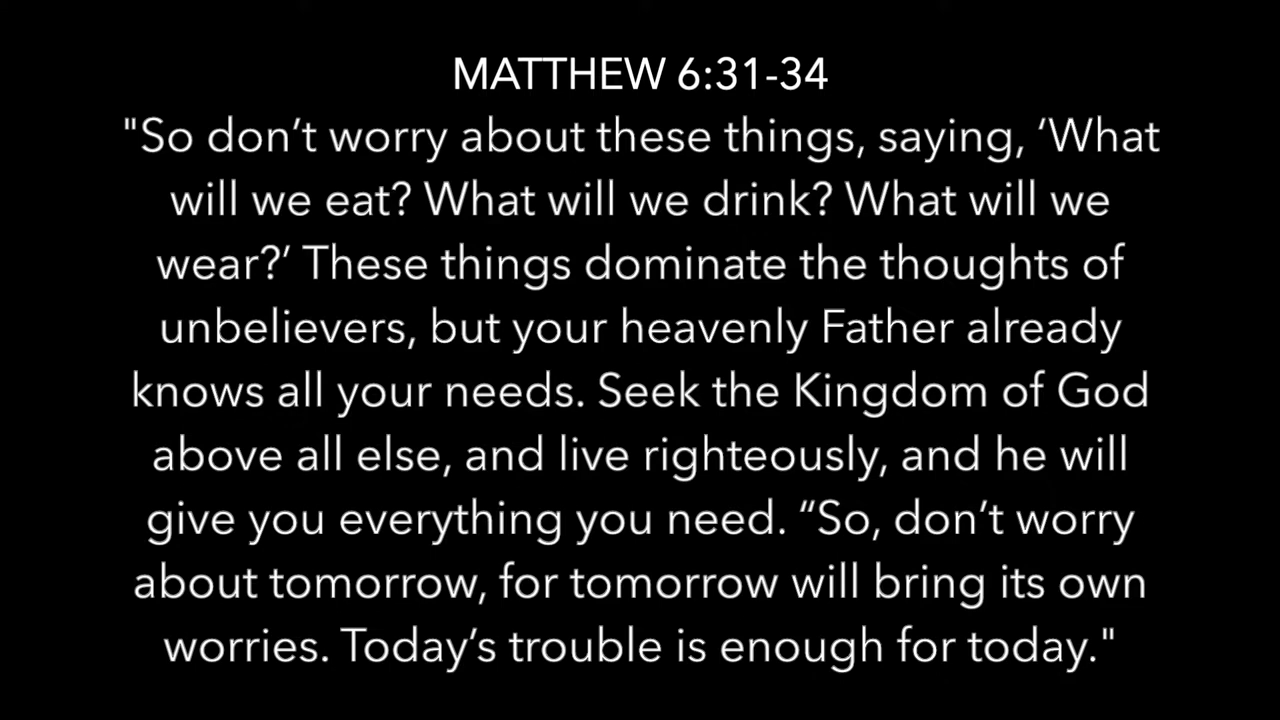 MATTHEW 6:31-34
"So don’t worry about these things, saying, ‘What
will we eat? What will we drink? What will we
wear?’ These things dominate the thoughts of
unbelievers, but your heavenly Father already
knows all your needs. Seek the Kingdom of God
above all else, and live righteously, and he will
give you everything you need. “So, don’t worry
about tomorrow, for tomorrow will bring its own
worries. Today’s trouble is enough for today."